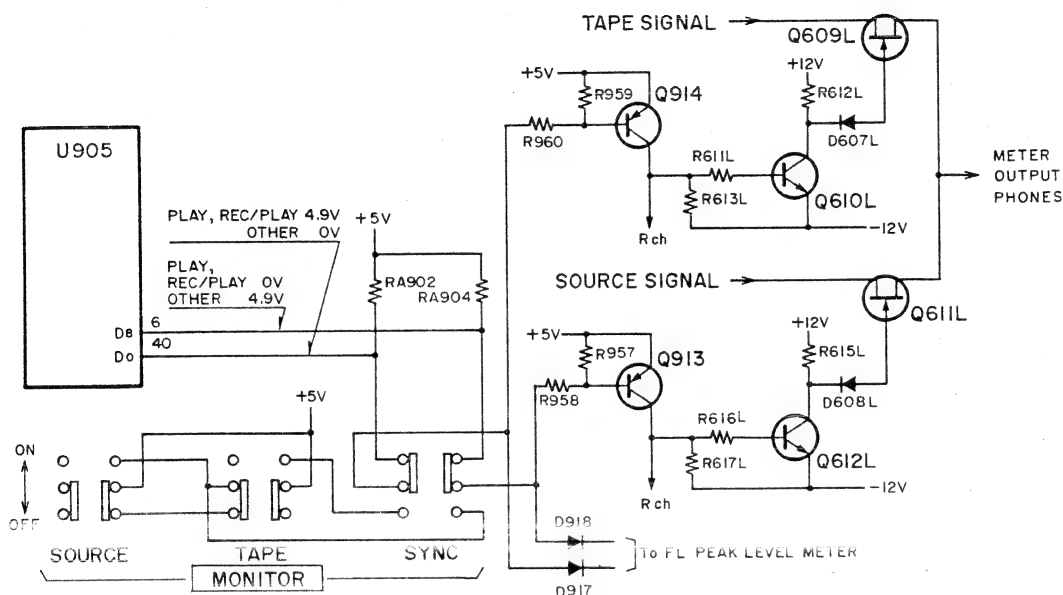 TAPE SIGNAL
Q609L
+12V
+5V
R959
Q914
R612L
R960
D607L
U905
R611L
METER
OUTPUT
PHONES
R613L
Q610L
PLAY, REC/PLAY 4.9V
OTHER 0V
+5V
-12V
Rch
PLAY,
REC/PLAY 0V
OTHER 4.9V
RA902
RA904
SOURCE SIGNAL
Q611L
D8
6
+12V
+5V
D0
40
R957
Q913
R615L
R958
D608L
+5V
R616L
ON
R617L
Q612L
OFF
Rch
-12V
D918
SOURCE
TAPE
SYNC
To FL PEAK LEVEL METER
MONITOR
D917